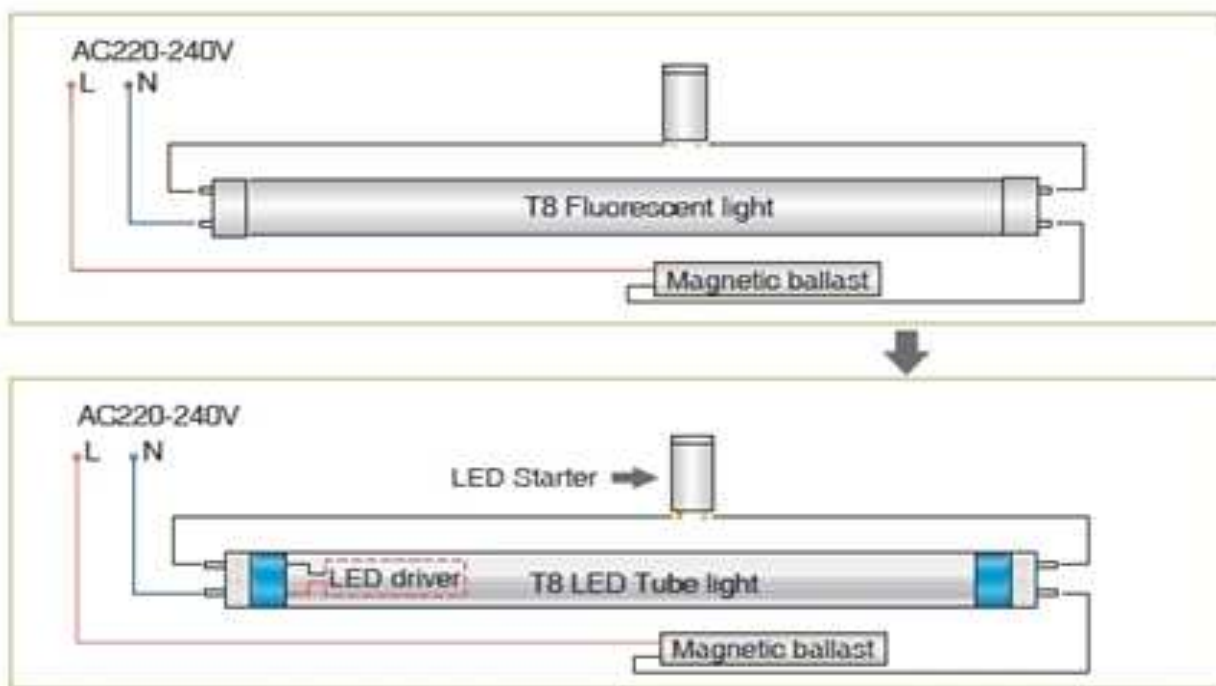 AC220-240V
L N
T8 Fluorescent light
Magnetic ballast
AC220-240V
L N
LED Starter
LED driver
T8 LED Tube light
Magnetic ballast